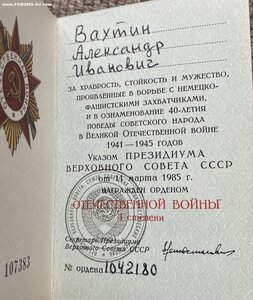 www.FORUMS-SU.com
Вахтин
Александр
Иванович
ЗА ХРАБРОСТЬ, СТОЙКОСТЬ И МУЖЕСТВО,
ПРОЯВЛЕННЫЕ В БОРЬБЕ С НЕМЕЦКО-
ФАШИСТСКИМИ ЗАХВАТЧИКАМИ,
И В ОЗНАМЕНОВАНИЕ 40-ЛЕТИЯ
ПОБЕДЫ СОВЕТСКОГО НАРОДА
В ВЕЛИКОЙ ОТЕЧЕСТВЕННОЙ ВОЙНЕ
1941—1945 ГОДОВ
УКАЗОМ ПРЕЗИДИУМА
ВЕРХОВНОГО СОВЕТА СССР
ОТ 11 МАРТА 1985 Г.
НАГРАЖДЕН ОРДЕНОМ
ОТЕЧЕСТВЕННОЙ ВОЙНЫ
I СТЕПЕНИ
Секретарь Президиума
Верховного Совета СССР
№ ордена 1042180
107383